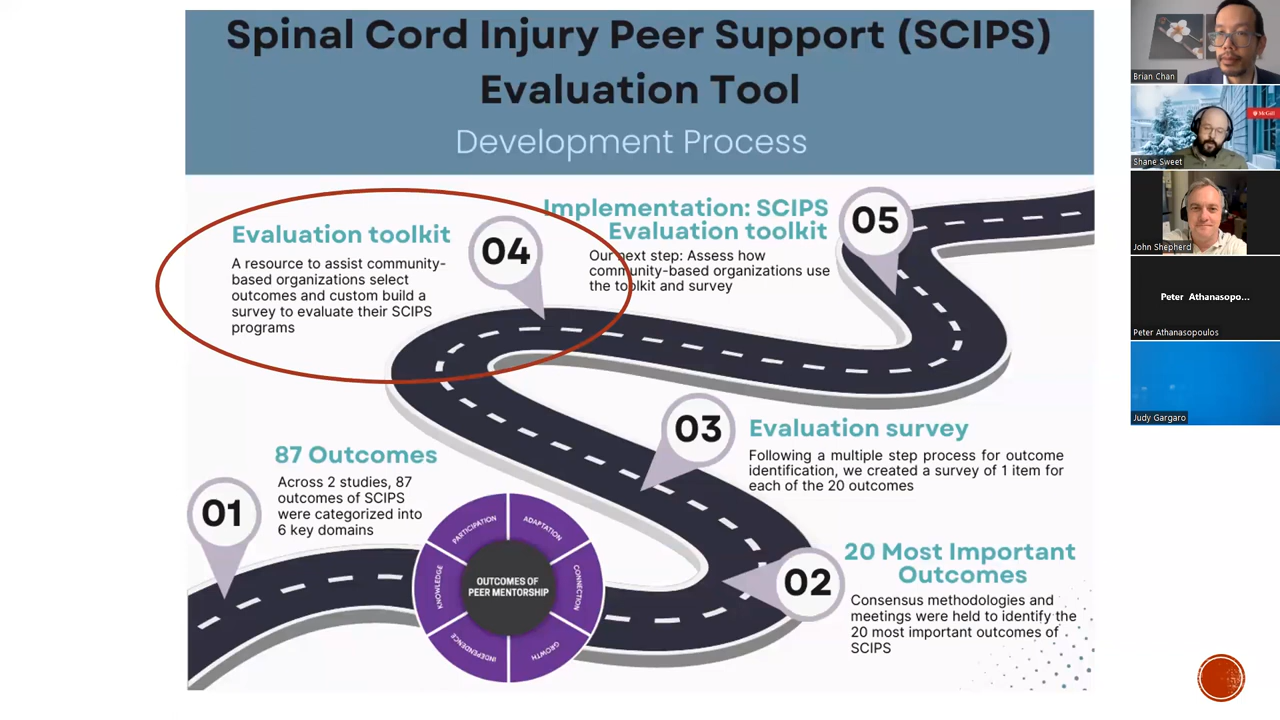 Spinal Cord Injury Peer Support (SCIPS)
Evaluation Tool
Development Process
Evaluation toolkit
A resource to assist community-
based organizations select
outcomes and custom build a
survey to evaluate their SCIPS
programs
04
Implementation: SCIPS
Evaluation toolkit
Our next step: Assess how
community-based organizations use
the toolkit and survey
05
03
Evaluation survey
Following a multiple step process for outcome
identification, we created a survey of 1 item for
each of the 20 outcomes
87 Outcomes
Across 2 studies, 87
outcomes of SCIPS
were categorized into
6 key domains
01
PARTICIPATION
ADAPTATION
CONNECTION
GROWTH
INDEPENDENCE
KNOWLEDGE
OUTCOMES OF
PEER MENTORSHIP
02
20 Most Important
Outcomes
Consensus methodologies and
meetings were held to identify the
20 most important outcomes of
SCIPS
Brian Chan
McGill
Shane Sweet
John Shepherd
Peter Athanasopo...
Peter Athanasopoulos
Judy Gargaro